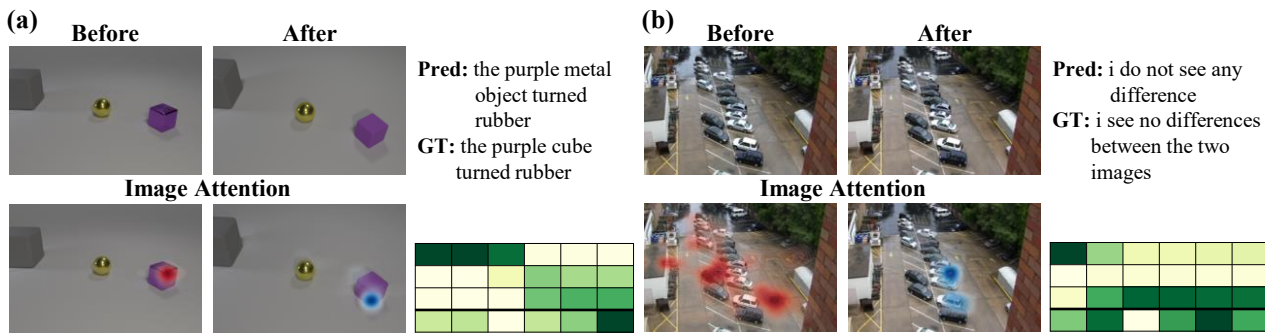 (a)
Before After
Pred: the purple metal
object turned
rubber
GT: the purple cube
turned rubber
Image Attention
(b)
Before After
Pred: i do not see any
difference
GT: i see no differences
between the two
images
Image Attention